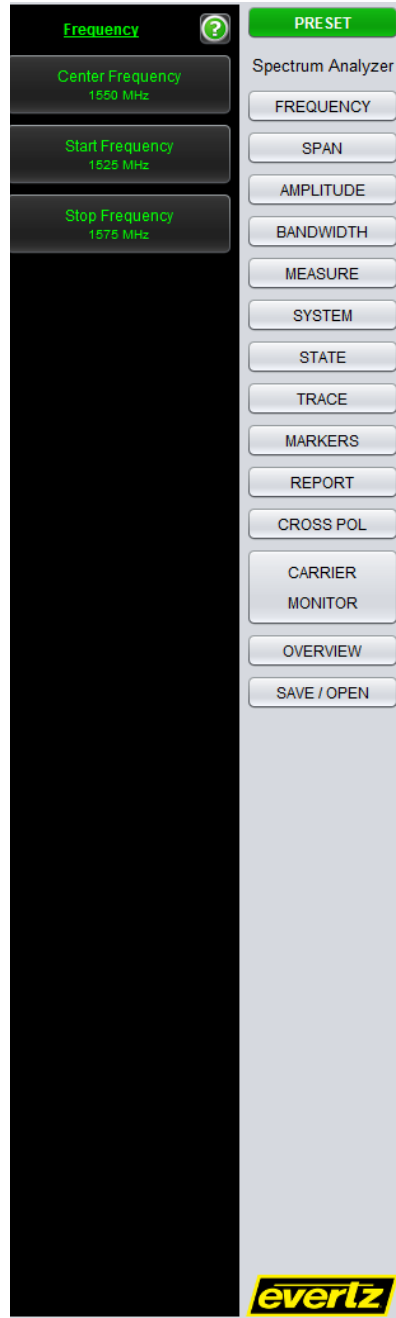 Frequency
?
Center Frequency
1550 MHz
Start Frequency
1525 MHz
Stop Frequency
1575 MHz
PRESET
Spectrum Analyzer
FREQUENCY
SPAN
AMPLITUDE
BANDWIDTH
MEASURE
SYSTEM
STATE
TRACE
MARKERS
REPORT
CROSS POL
CARRIER
MONITOR
OVERVIEW
SAVE / OPEN
evertz